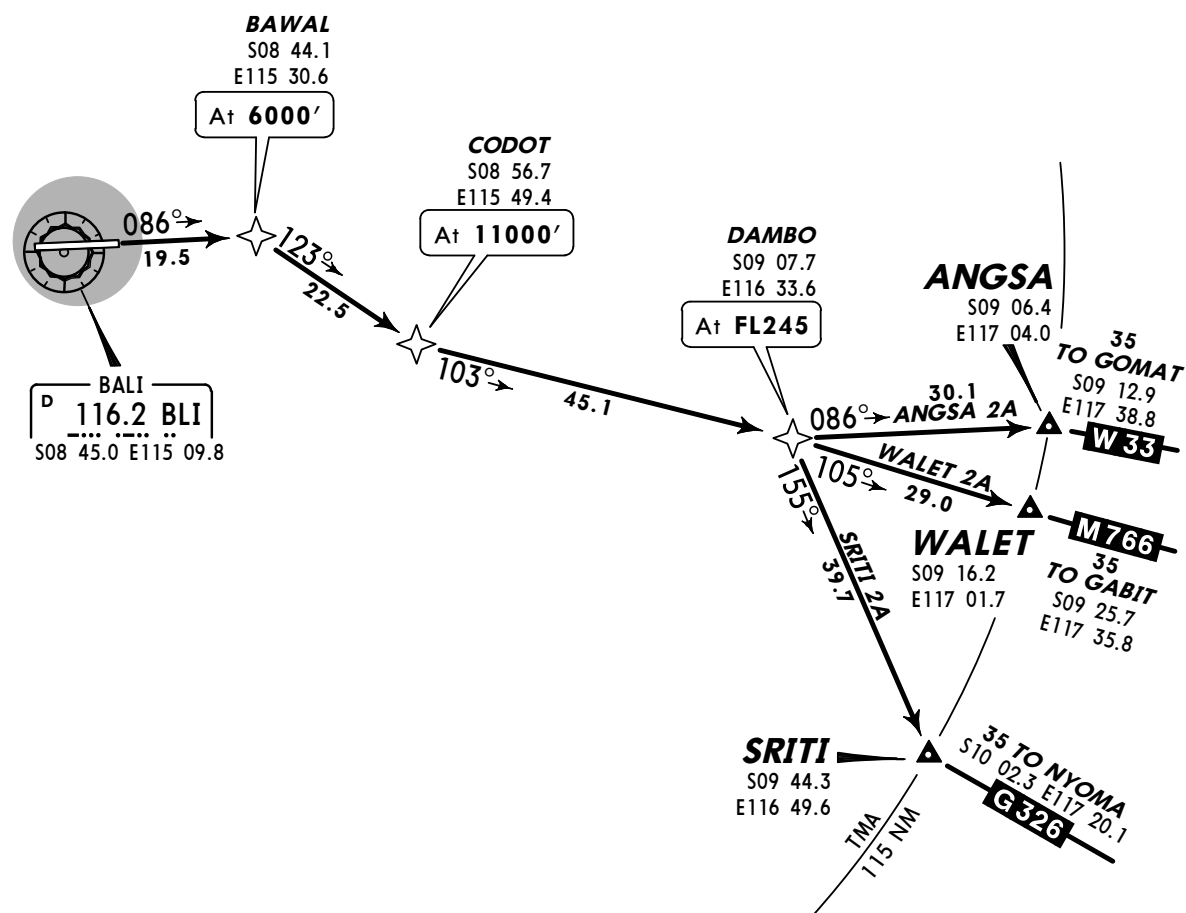 BAWAL
S08 44.1
E115 30.6
At 6000'
CODOT
S08 56.7
E115 49.4
At 11000'
DAMBO
S09 07.7
E116 33.6
At FL245
ANGSA
S09 06.4
E117 04.0
35
TO GOMAT
S09 12.9
E117 38.8
W 33
086°
19.5
123°
22.5
103°
45.1
086°
30.1
ANGSA 2A
105°
WALET 2A
29.0
155°
SRITI 2A
39.7
BALI
D 116.2 BLI
S08 45.0 E115 09.8
WALET
S09 16.2
E117 01.7
M 766
35
TO GABIT
S09 25.7
E117 35.8
SRITI
S09 44.3
E116 49.6
35 TO NYOMA
S10 02.3 E117 20.1
G 326
TMA
115 NM